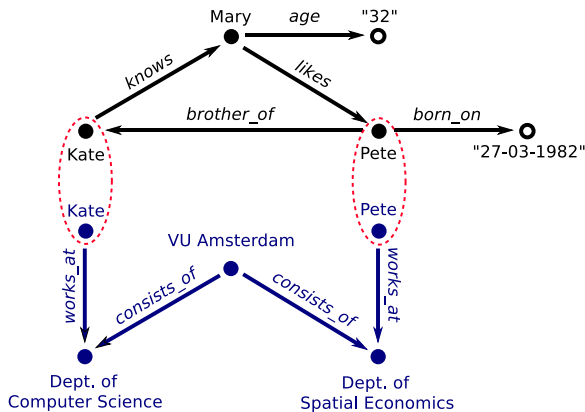 Mary
age
"32"
knows
likes
brother_of
born_on
Kate
Pete
"27-03-1982"
Kate
Pete
VU Amsterdam
works_at
consists_of
consists_of
works_at
Dept. of
Computer Science
Dept. of
Spatial Economics